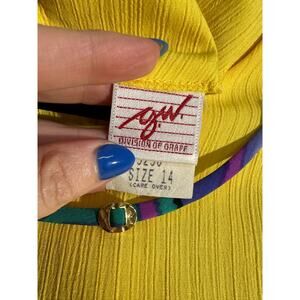 g.w.
DIVISION OF GRAFF
SIZE 14
(CARE OVER)